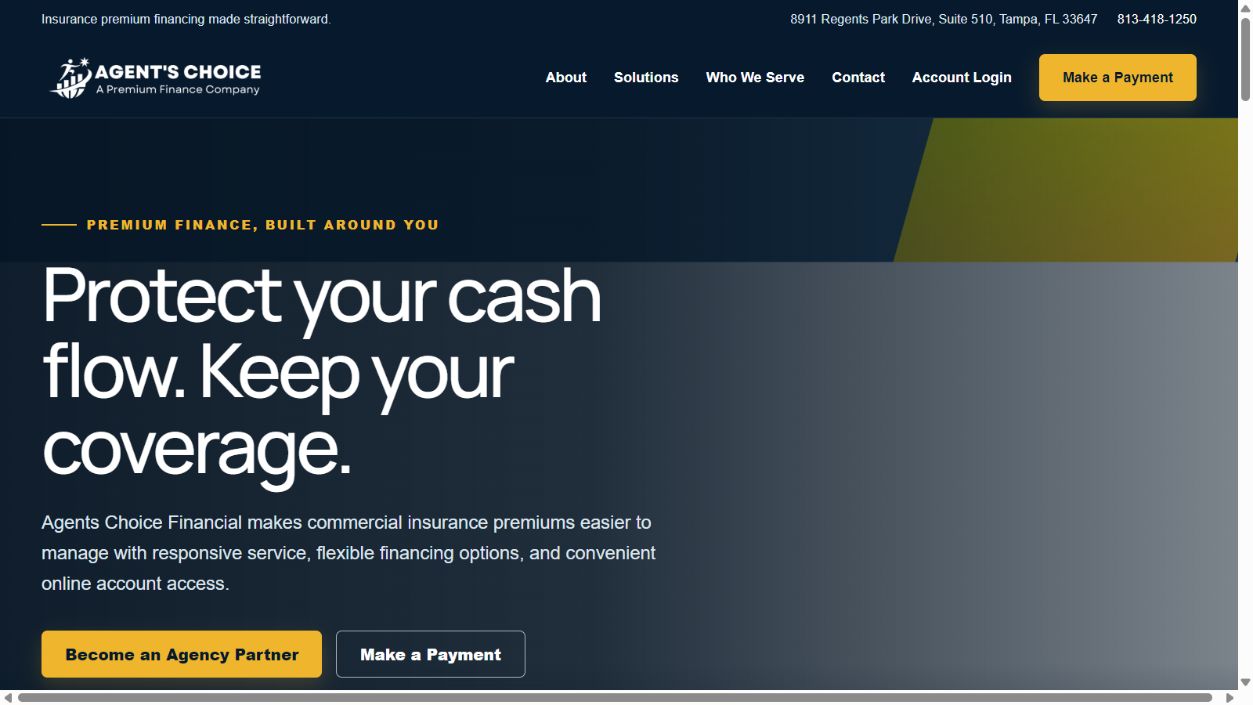 Insurance premium financing made straightforward.
8911 Regents Park Drive, Suite 510, Tampa, FL 33647
813-418-1250
AGENT'S CHOICE
A Premium Finance Company
About
Solutions
Who We Serve
Contact
Account Login
Make a Payment
PREMIUM FINANCE, BUILT AROUND YOU
Protect your cash
flow. Keep your
coverage.
Agents Choice Financial makes commercial insurance premiums easier to
manage with responsive service, flexible financing options, and convenient
online account access.
Become an Agency Partner
Make a Payment